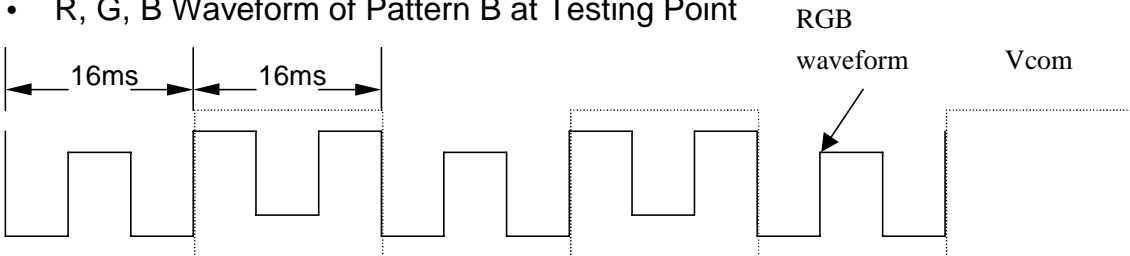 • R, G, B Waveform of Pattern B at Testing Point
RGB
waveform
Vcom
16ms
16ms